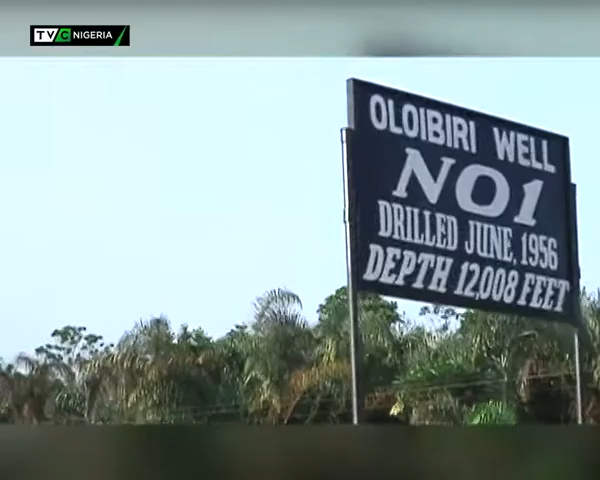 TVC NIGERIA
OLOIBIRI WELL
NO1
DRILLED JUNE, 1956
DEPTH 12,008 FEET